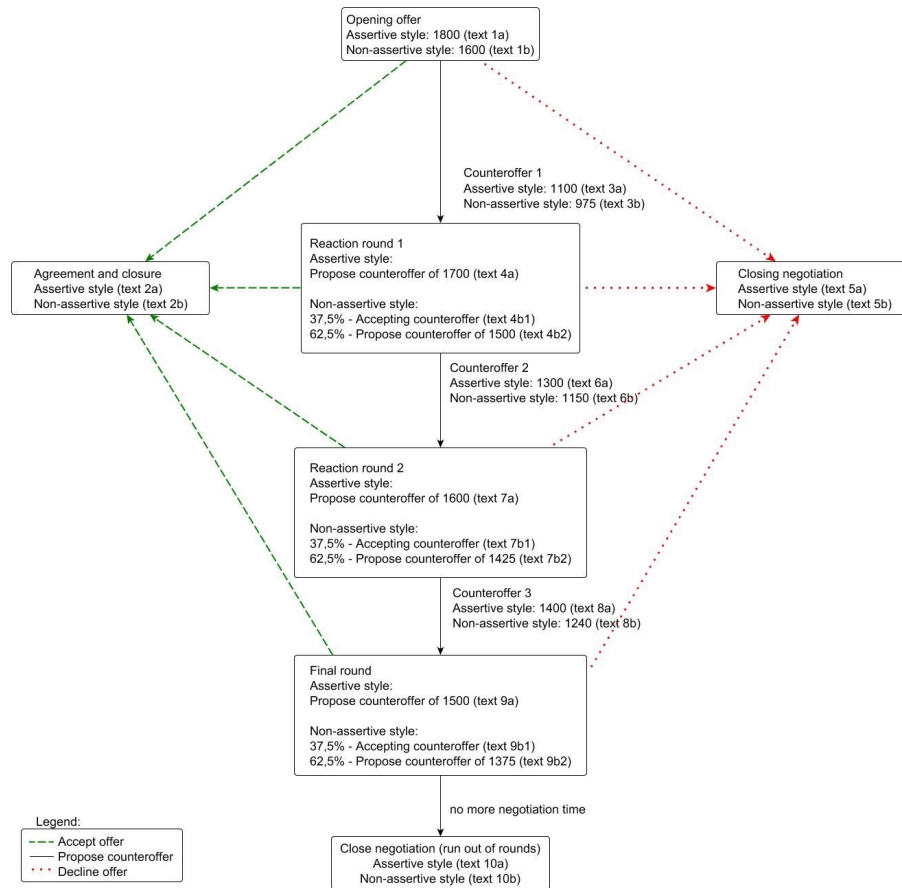 Opening offer
Assertive style: 1800 (text 1a)
Non-assertive style: 1600 (text 1b)
Counteroffer 1
Assertive style: 1100 (text 3a)
Non-assertive style: 975 (text 3b)
Reaction round 1
Assertive style:
Propose counteroffer of 1700 (text 4a)
Non-assertive style:
37,5% - Accepting counteroffer (text 4b1)
62,5% - Propose counteroffer of 1500 (text 4b2)
Agreement and closure
Assertive style (text 2a)
Non-assertive style (text 2b)
Closing negotiation
Assertive style (text 5a)
Non-assertive style (text 5b)
Counteroffer 2
Assertive style: 1300 (text 6a)
Non-assertive style: 1150 (text 6b)
Reaction round 2
Assertive style:
Propose counteroffer of 1600 (text 7a)
Non-assertive style:
37,5% - Accepting counteroffer (text 7b1)
62,5% - Propose counteroffer of 1425 (text 7b2)
Counteroffer 3
Assertive style: 1400 (text 8a)
Non-assertive style: 1240 (text 8b)
Final round
Assertive style:
Propose counteroffer of 1500 (text 9a)
Non-assertive style:
37,5% - Accepting counteroffer (text 9b1)
62,5% - Propose counteroffer of 1375 (text 9b2)
no more negotiation time
Close negotiation (run out of rounds)
Assertive style (text 10a)
Non-assertive style (text 10b)
Legend:
Accept offer
Propose counteroffer
Decline offer